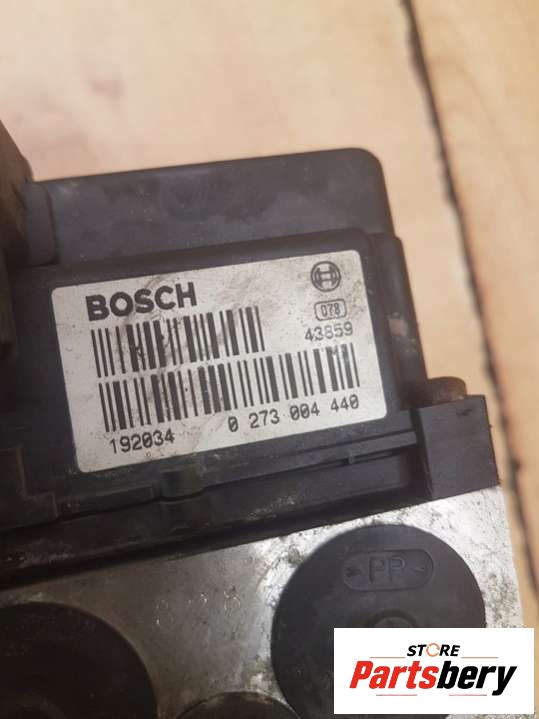 BOSCH
078
43859
192034 0 273 004 440
>PP<
STORE
Partsbery